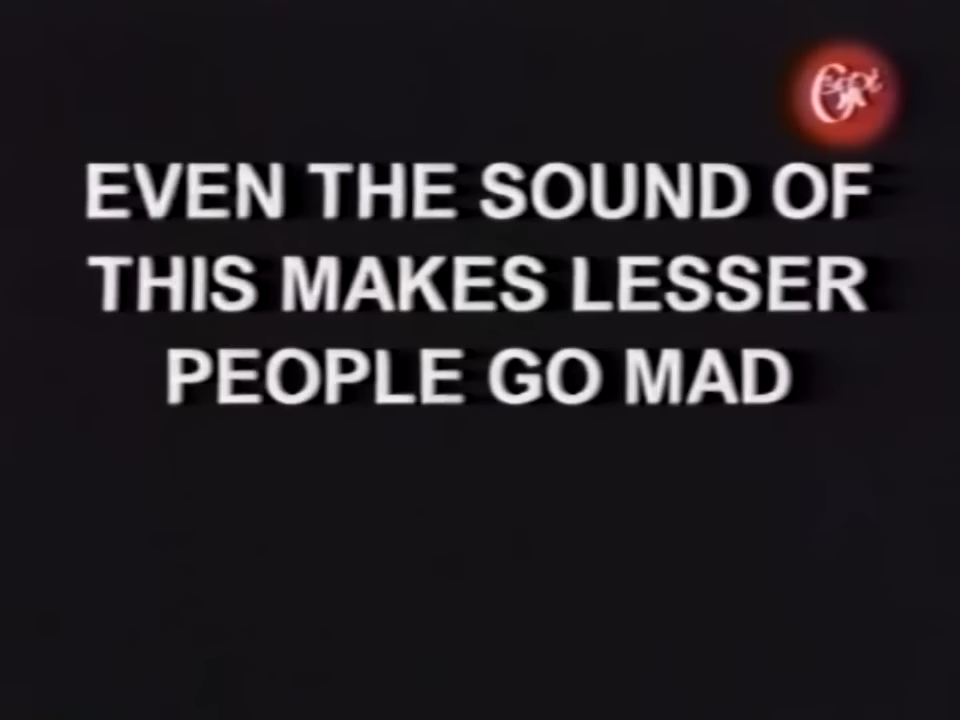 EVEN THE SOUND OF
THIS MAKES LESSER
PEOPLE GO MAD